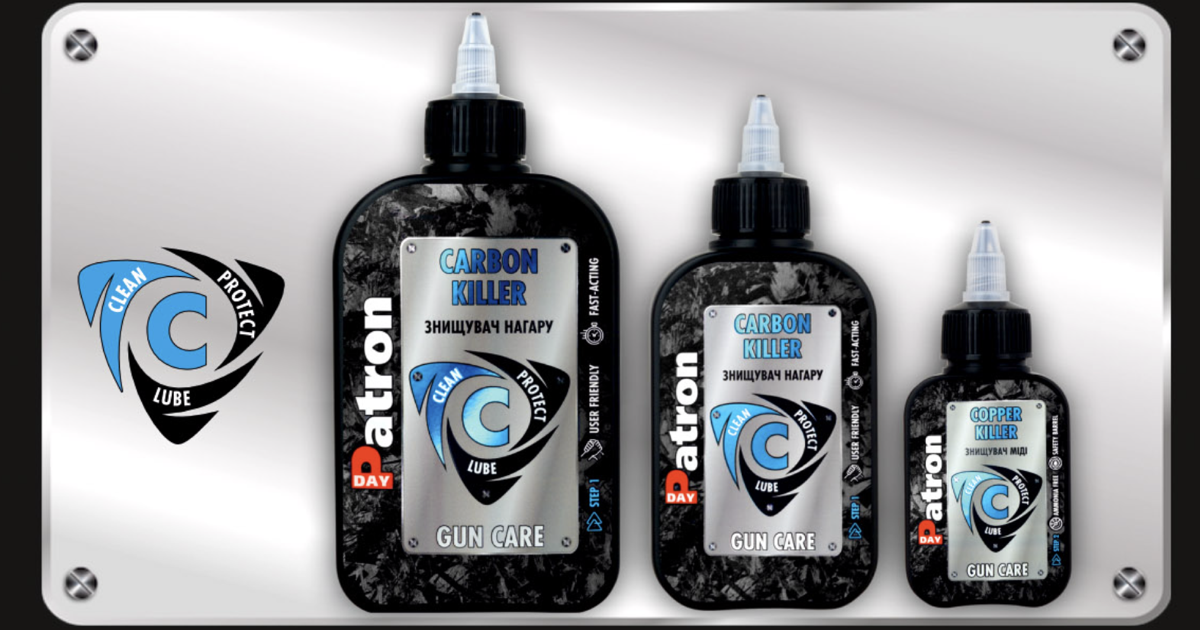 CLEAN
PROTECT
C
LUBE
DAY Patron
CARBON
KILLER
ЗНИЩУВАЧ НАГАРУ
CLEAN
PROTECT
C
LUBE
GUN CARE
STEP 1
USER FRIENDLY
FAST-ACTING
DAY Patron
CARBON
KILLER
ЗНИЩУВАЧ НАГАРУ
CLEAN
PROTECT
C
LUBE
GUN CARE
STEP 1
USER FRIENDLY
FAST-ACTING
DAY Patron
COPPER
KILLER
ЗНИЩУВАЧ МІДІ
CLEAN
PROTECT
C
LUBE
GUN CARE
STEP 2
AMMONIA FREE
SAFETY BARREL